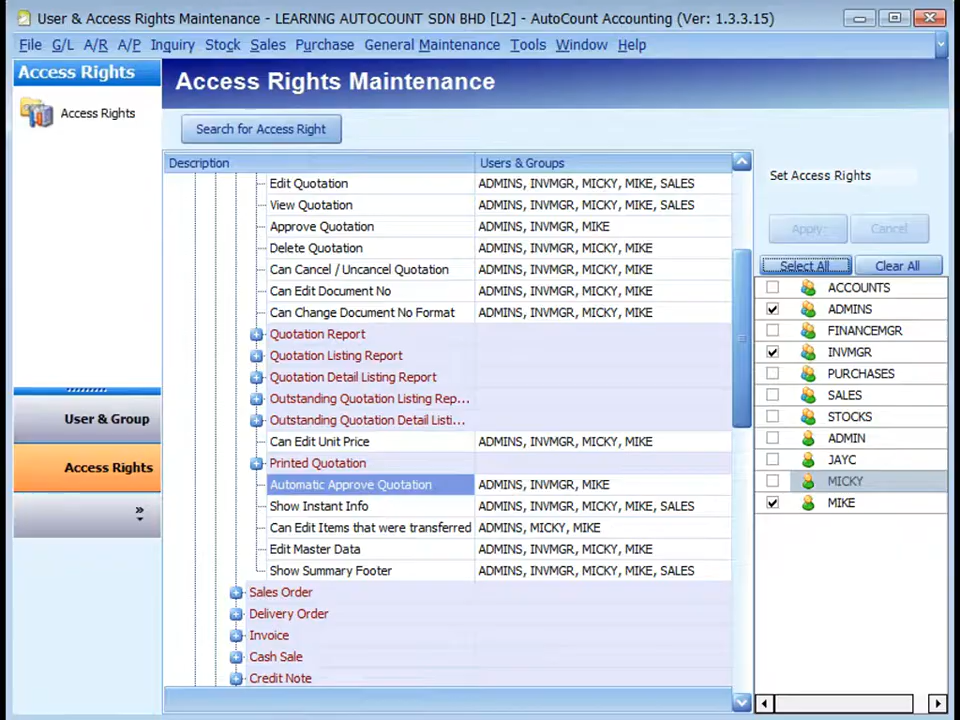 User & Access Rights Maintenance - LEARNNG AUTOCOUNT SDN BHD [L2] - AutoCount Accounting (Ver: 1.3.3.15)
File G/L A/R A/P Inquiry Stock Sales Purchase General Maintenance Tools Window Help
Access Rights
Access Rights
User & Group
Access Rights
»
Access Rights Maintenance
Search for Access Right
Description Users & Groups
Edit Quotation ADMINS, INVMGR, MICKY, MIKE, SALES
View Quotation ADMINS, INVMGR, MICKY, MIKE, SALES
Approve Quotation ADMINS, INVMGR, MIKE
Delete Quotation ADMINS, INVMGR, MICKY, MIKE
Can Cancel / Uncancel Quotation ADMINS, INVMGR, MICKY, MIKE
Can Edit Document No ADMINS, INVMGR, MICKY, MIKE
Can Change Document No Format ADMINS, INVMGR, MICKY, MIKE
Quotation Report
Quotation Listing Report
Quotation Detail Listing Report
Outstanding Quotation Listing Rep...
Outstanding Quotation Detail Listi...
Can Edit Unit Price ADMINS, INVMGR, MICKY, MIKE
Printed Quotation
Automatic Approve Quotation ADMINS, INVMGR, MIKE
Show Instant Info ADMINS, INVMGR, MICKY, MIKE, SALES
Can Edit Items that were transferred ADMINS, MICKY, MIKE
Edit Master Data ADMINS, INVMGR, MICKY, MIKE
Show Summary Footer ADMINS, INVMGR, MICKY, MIKE, SALES
Sales Order
Delivery Order
Invoice
Cash Sale
Credit Note
Set Access Rights
Apply Cancel
Select All Clear All
ACCOUNTS
ADMINS
FINANCEMGR
INVMGR
PURCHASES
SALES
STOCKS
ADMIN
JAYC
MICKY
MIKE